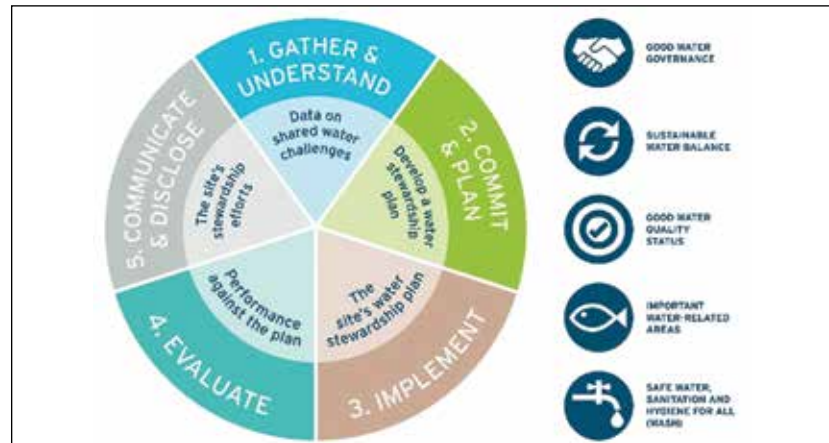 1. GATHER &
UNDERSTAND
Data on
shared water
challenges
2. COMMIT
& PLAN
Develop a water
stewardship
plan
3. IMPLEMENT
The
site's water
stewardship plan
4. EVALUATE
Performance
against the plan
5. COMMUNICATE
& DISCLOSE
The site's
stewardship
efforts
GOOD WATER
GOVERNANCE
SUSTAINABLE
WATER BALANCE
GOOD WATER
QUALITY
STATUS
IMPORTANT
WATER-RELATED
AREAS
SAFE WATER,
SANITATION AND
HYGIENE FOR ALL
(WASH)